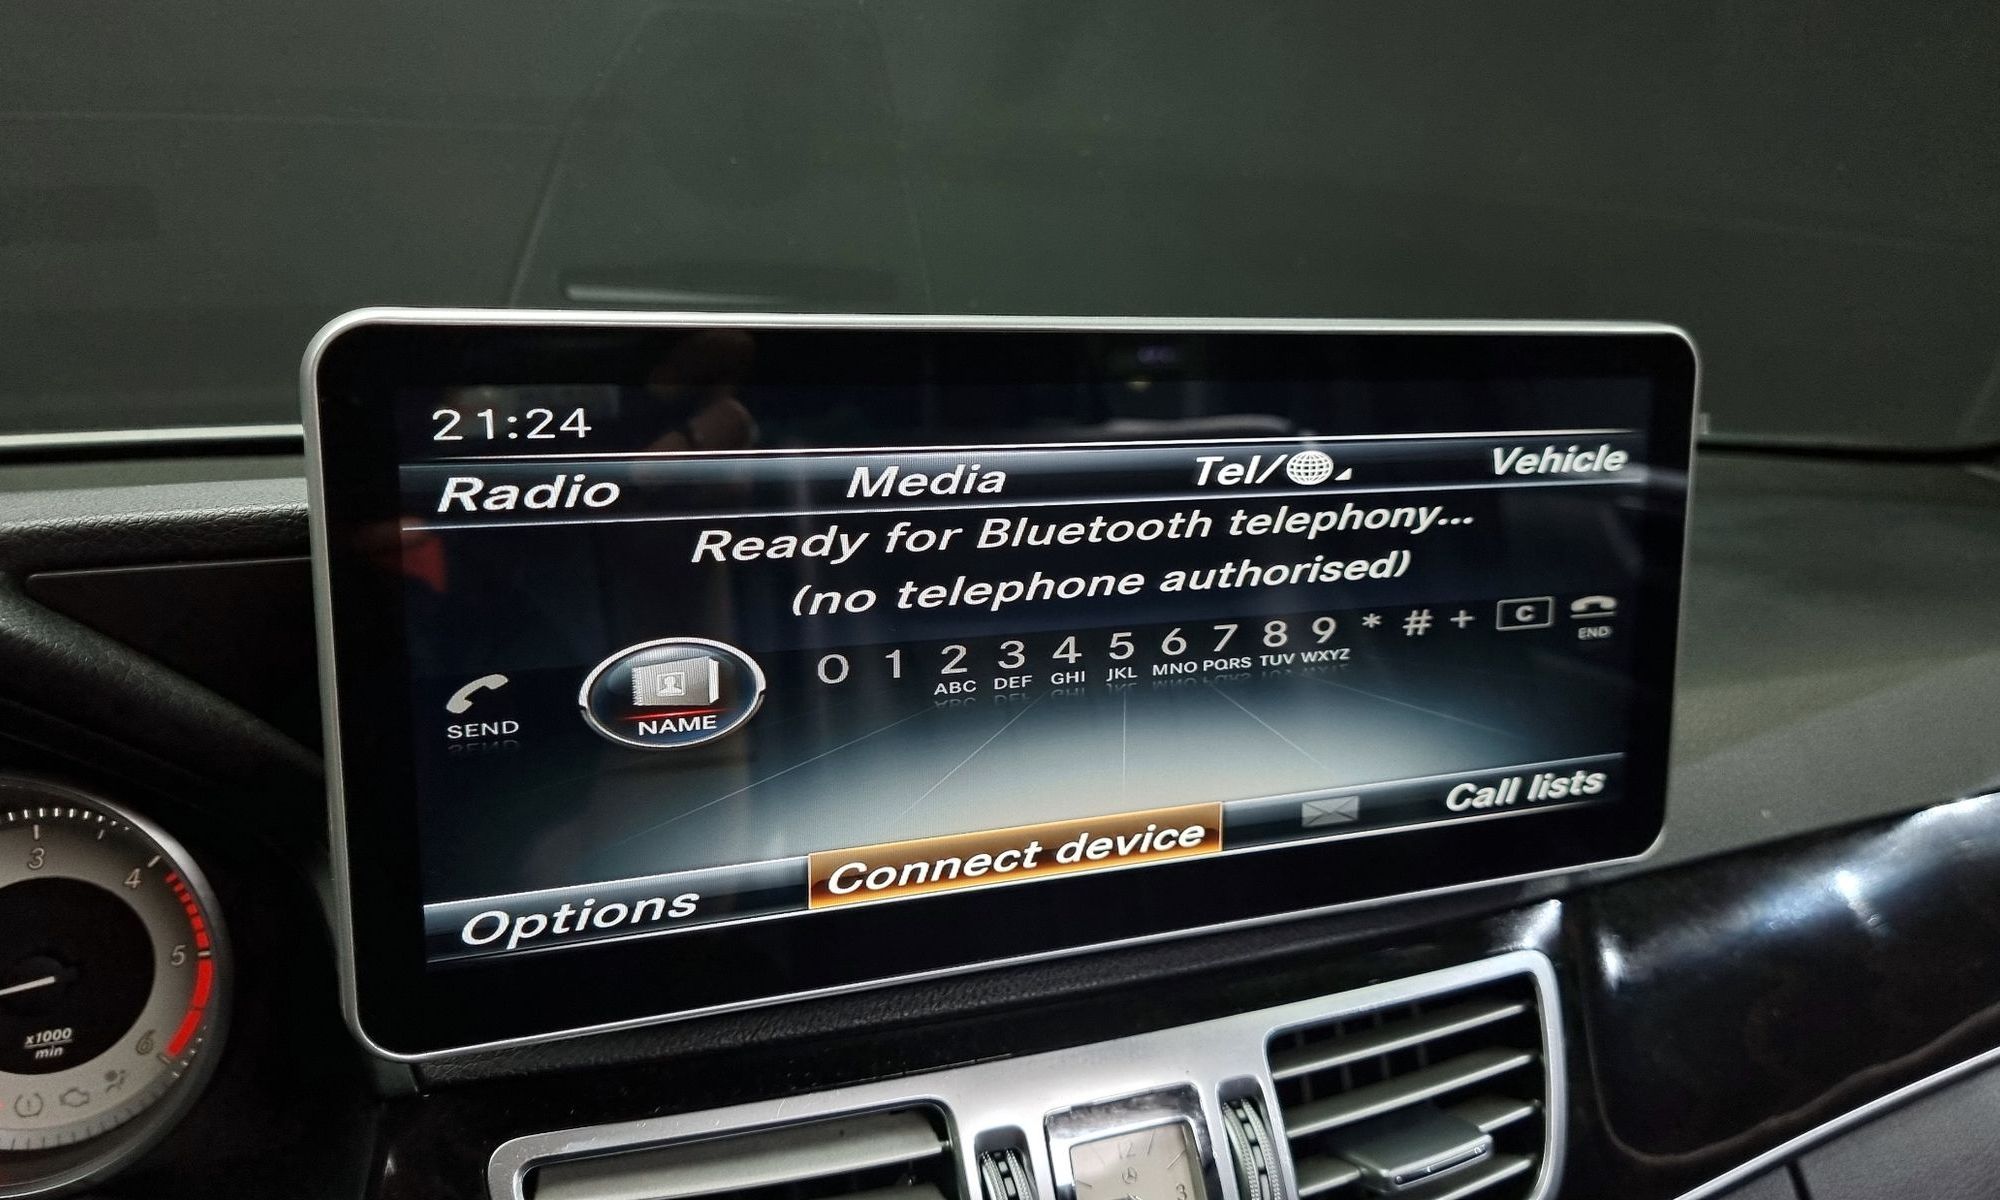 21:24
Radio Media Tel/ Vehicle
Ready for Bluetooth telephony...
(no telephone authorised)
SEND NAME 0 1 2 3 4 5 6 7 8 9 * # + C END
ABC DEF GHI JKL MNO PQRS TUV WXYZ
Options Connect device Call lists
3
4
5
6
x1000
min
12
3